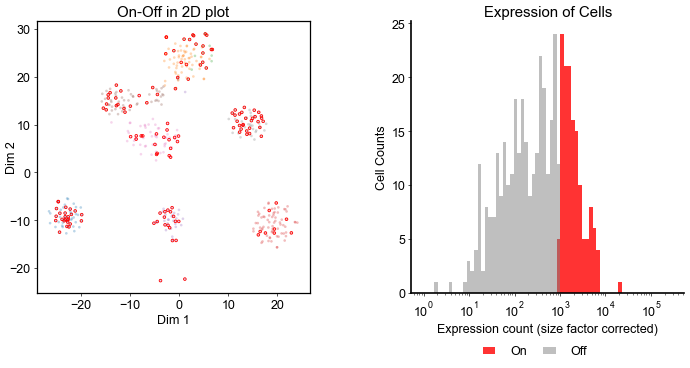 On-Off in 2D plot
30
20
10
0
−10
−20
−20
−10
0
10
20
Dim 2
Dim 1
Expression of Cells
25
20
15
10
5
0
10^0
10^1
10^2
10^3
10^4
10^5
Cell Counts
Expression count (size factor corrected)
On
Off